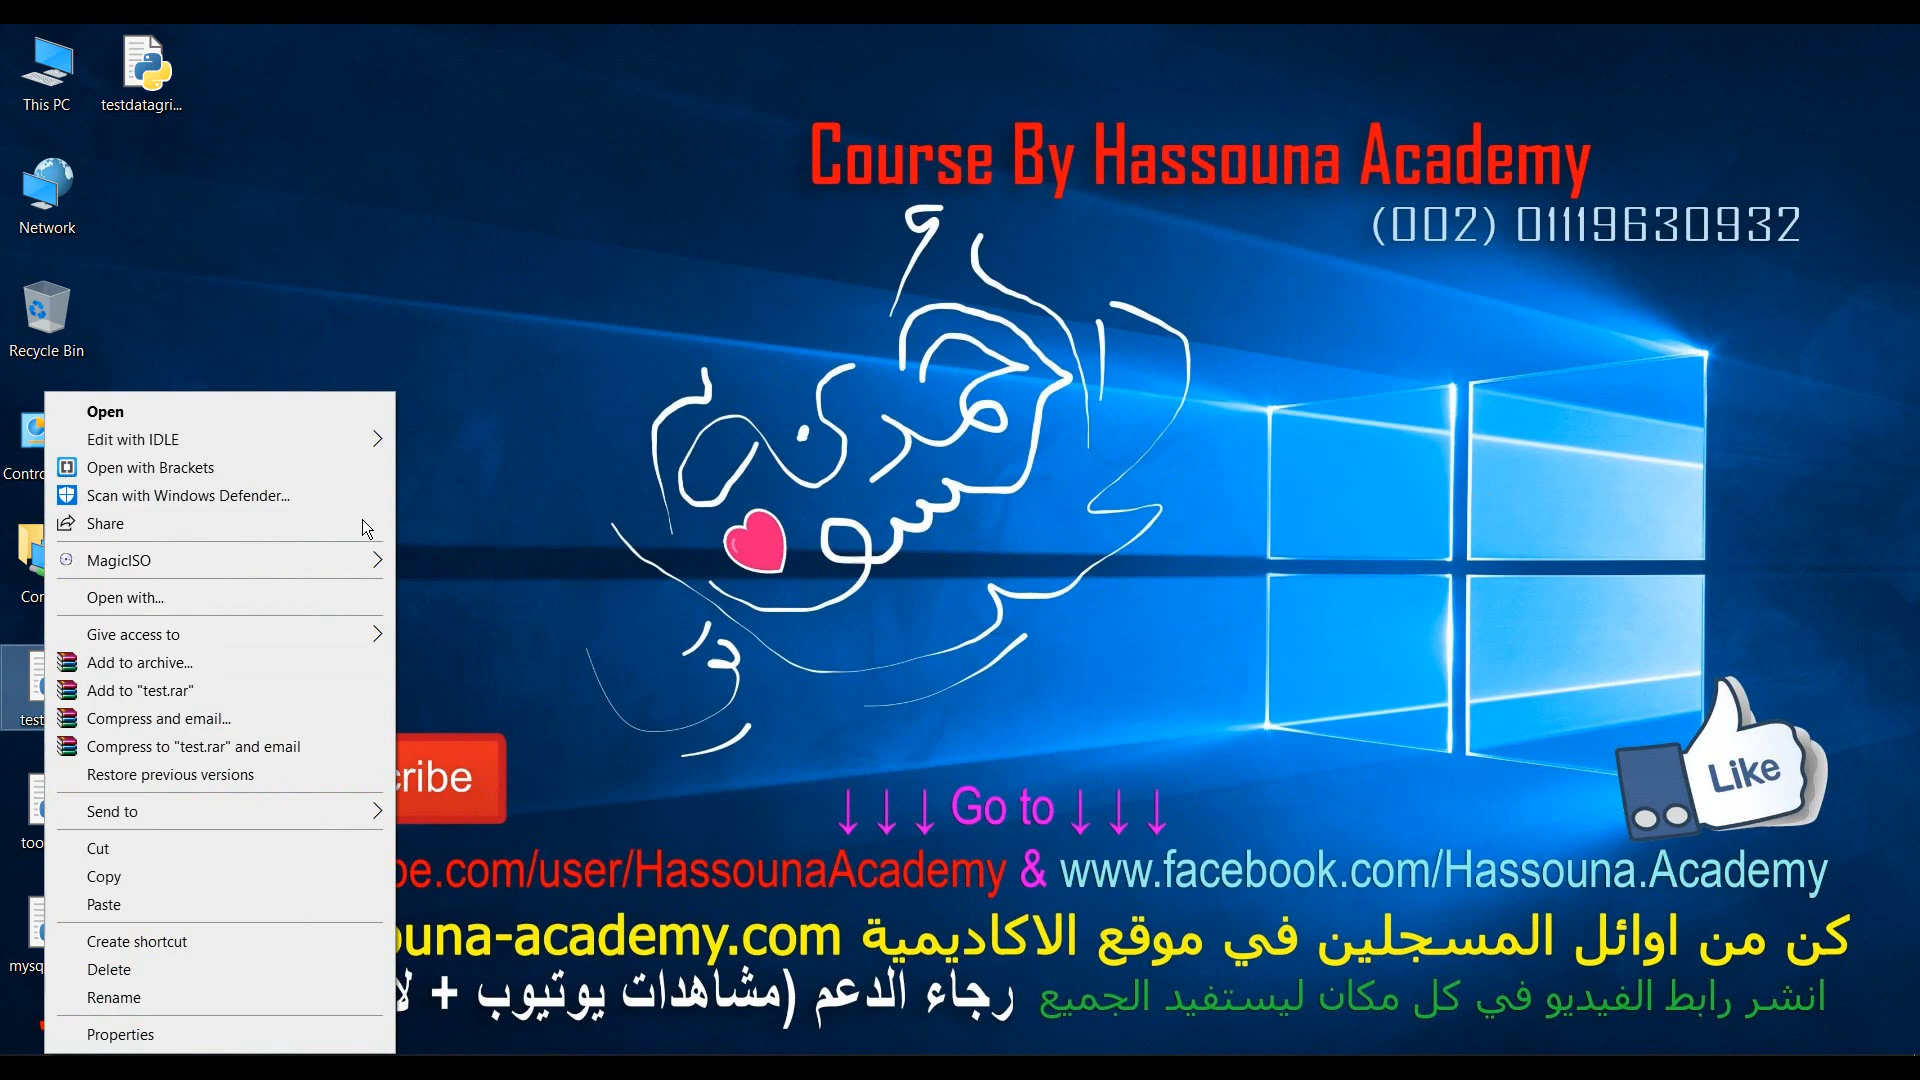 This PC
testdatagri...
Network
Recycle Bin
Course By Hassouna Academy
(002) 01119630932
Open
Edit with IDLE
Open with Brackets
Scan with Windows Defender...
Share
MagicISO
Open with...
Give access to
Add to archive...
Add to "test.rar"
Compress and email...
Compress to "test.rar" and email
Restore previous versions
Send to
Cut
Copy
Paste
Create shortcut
Delete
Rename
Properties
test
Like
↓ ↓ ↓ Go to ↓ ↓ ↓
be.com/user/HassounaAcademy & www.facebook.com/Hassouna.Academy
كن من اوائل المسجلين في موقع الاكاديمية ouna-academy.com
رجاء الدعم (مشاهدات يوتيوب +
انشر رابط الفيديو في كل مكان ليستفيد الجميع